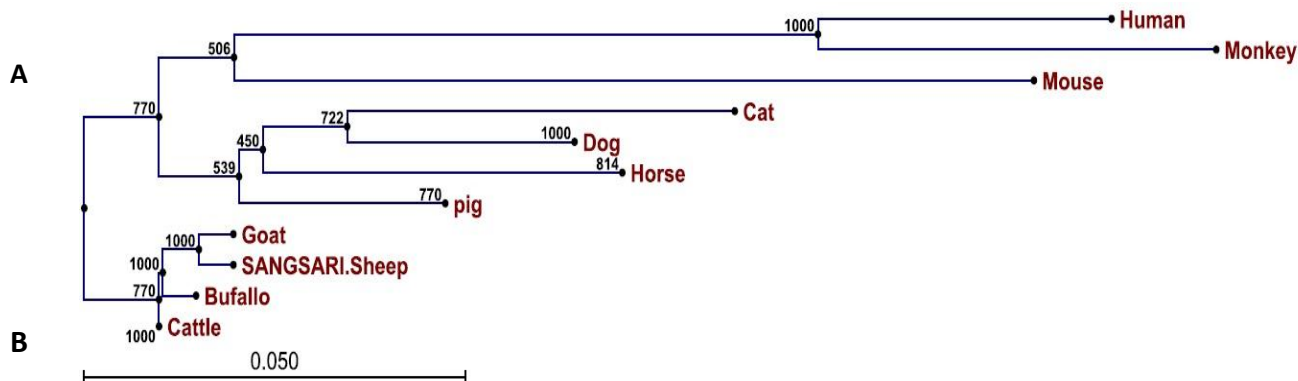 1000 Human
506 Monkey
A
Mouse
770 722 Cat
450 1000 Dog
539 814 Horse
770 pig
1000 Goat
1000 SANGSARI.Sheep
770 Bufallo
1000 Cattle
B
0.050